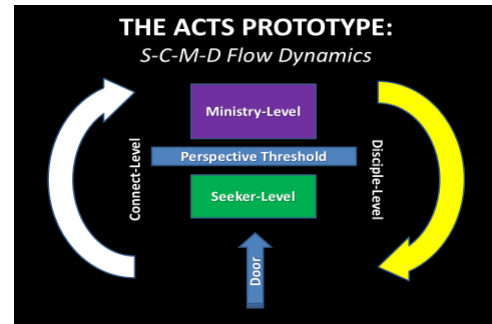 THE ACTS PROTOTYPE:
S-C-M-D Flow Dynamics
Ministry-Level
Perspective Threshold
Connect-Level
Disciple-Level
Seeker-Level
Door